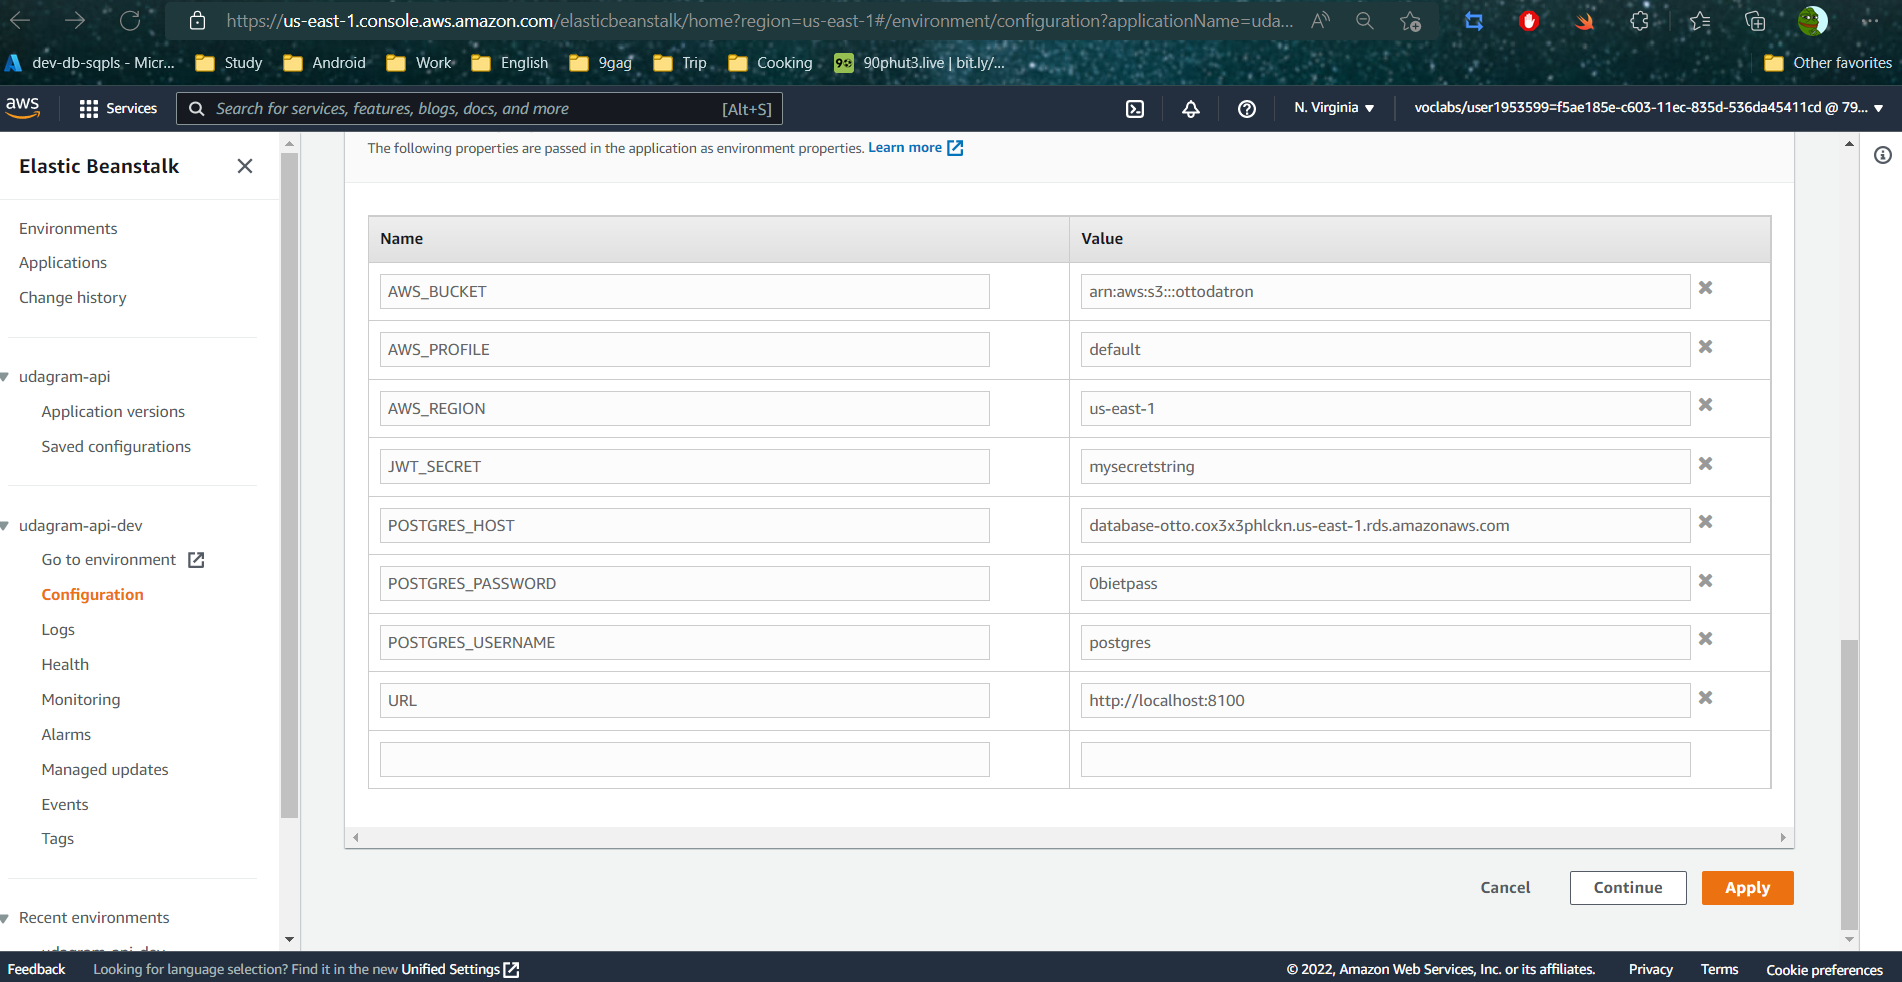 https://us-east-1.console.aws.amazon.com/elasticbeanstalk/home?region=us-east-1#/environment/configuration?applicationName=uda...
dev-db-sqpls - Micr... Study Android Work English 9gag Trip Cooking 90phut3.live | bit.ly/... Other favorites
aws Services Search for services, features, blogs, docs, and more [Alt+S] N. Virginia voclabs/user1953599=f5ae185e-c603-11ec-835d-536da45411cd @ 79...
Elastic Beanstalk
Environments
Applications
Change history
udagram-api
Application versions
Saved configurations
udagram-api-dev
Go to environment
Configuration
Logs
Health
Monitoring
Alarms
Managed updates
Events
Tags
Recent environments
udagram-api-dev
The following properties are passed in the application as environment properties. Learn more
Name Value
AWS_BUCKET arn:aws:s3:::ottodatron
AWS_PROFILE default
AWS_REGION us-east-1
JWT_SECRET mysecretstring
POSTGRES_HOST database-otto.cox3x3phlckn.us-east-1.rds.amazonaws.com
POSTGRES_PASSWORD 0bietpass
POSTGRES_USERNAME postgres
URL http://localhost:8100
Cancel Continue Apply
Feedback Looking for language selection? Find it in the new Unified Settings © 2022, Amazon Web Services, Inc. or its affiliates. Privacy Terms Cookie preferences